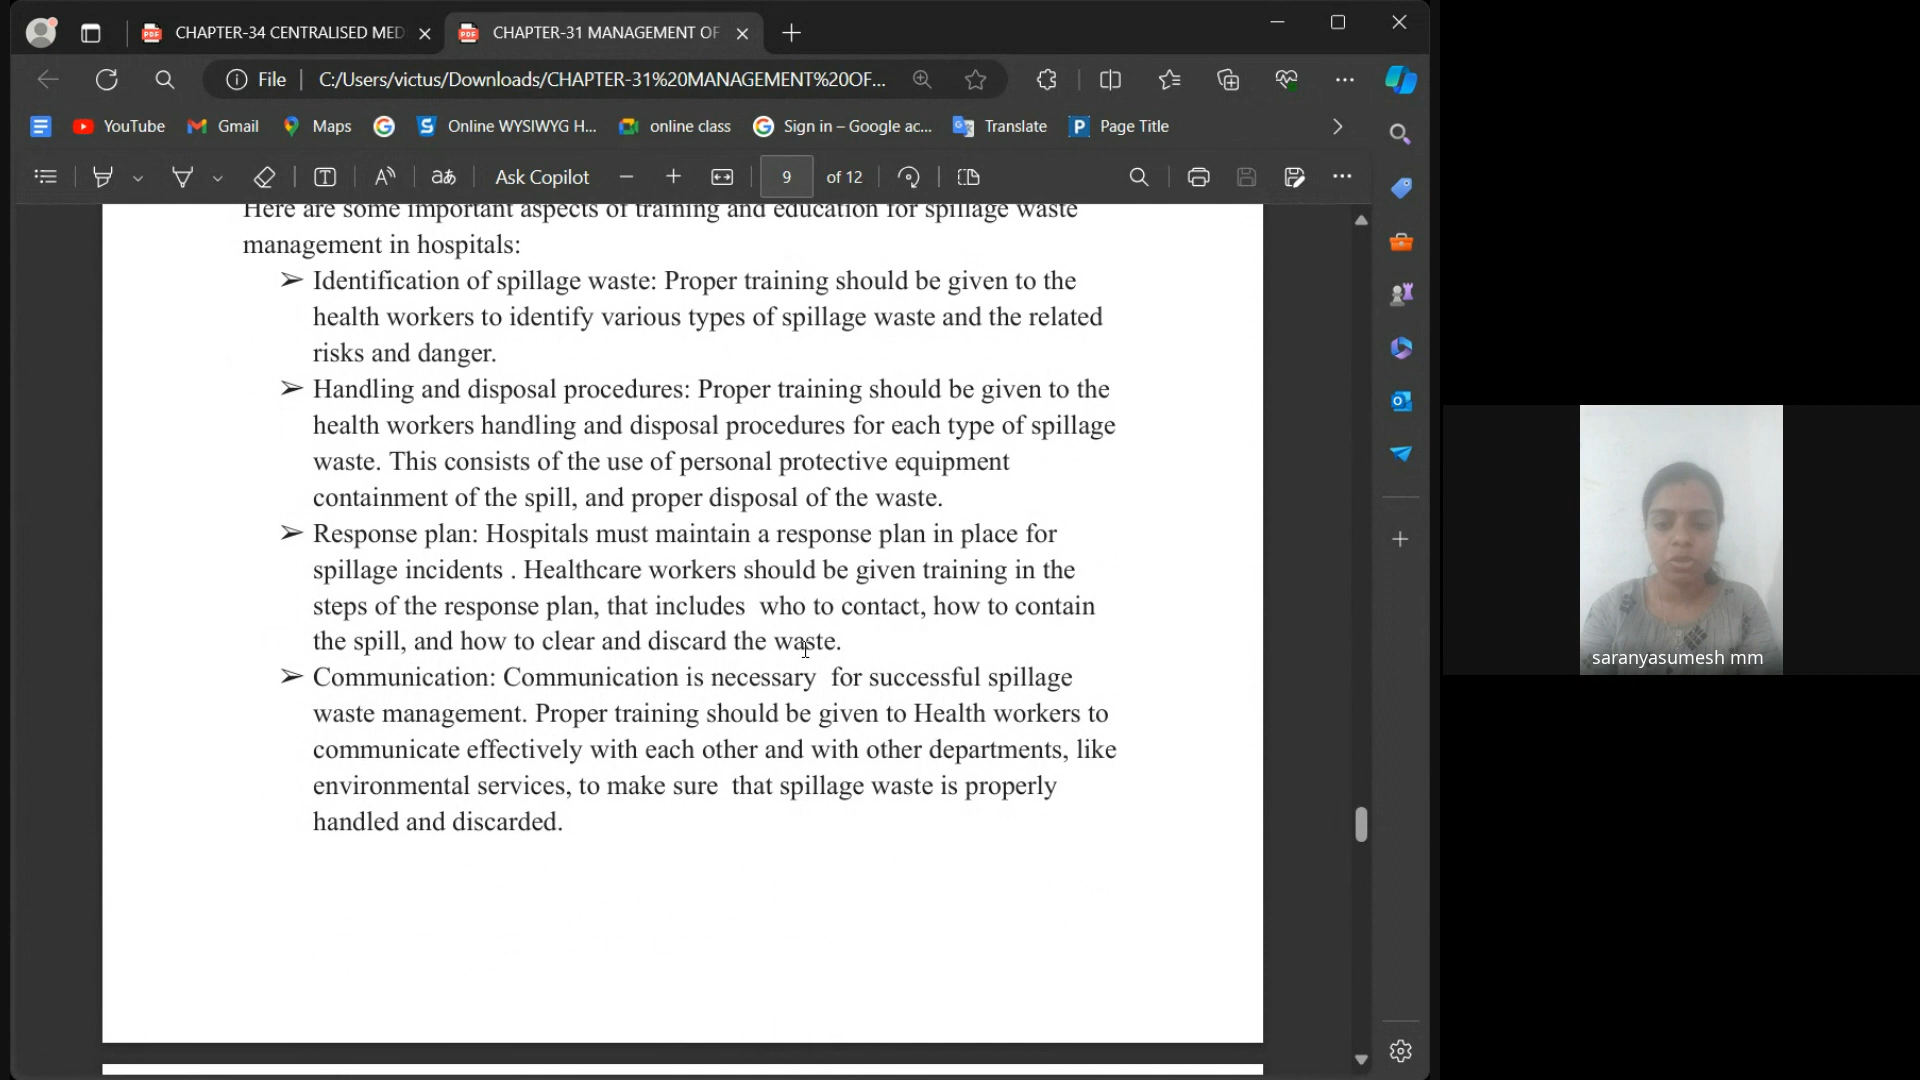 CHAPTER-34 CENTRALISED MED
CHAPTER-31 MANAGEMENT OF
File
C:/Users/victus/Downloads/CHAPTER-31%20MANAGEMENT%20OF...
YouTube
Gmail
Maps
Online WYSIWYG H...
online class
Sign in – Google ac...
Translate
Page Title
Ask Copilot
9 of 12
Here are some important aspects of training and education for spillage waste
management in hospitals:
➢ Identification of spillage waste: Proper training should be given to the
health workers to identify various types of spillage waste and the related
risks and danger.
➢ Handling and disposal procedures: Proper training should be given to the
health workers handling and disposal procedures for each type of spillage
waste. This consists of the use of personal protective equipment
containment of the spill, and proper disposal of the waste.
➢ Response plan: Hospitals must maintain a response plan in place for
spillage incidents . Healthcare workers should be given training in the
steps of the response plan, that includes  who to contact, how to contain
the spill, and how to clear and discard the waste.
➢ Communication: Communication is necessary  for successful spillage
waste management. Proper training should be given to Health workers to
communicate effectively with each other and with other departments, like
environmental services, to make sure  that spillage waste is properly
handled and discarded.
saranyasumesh mm